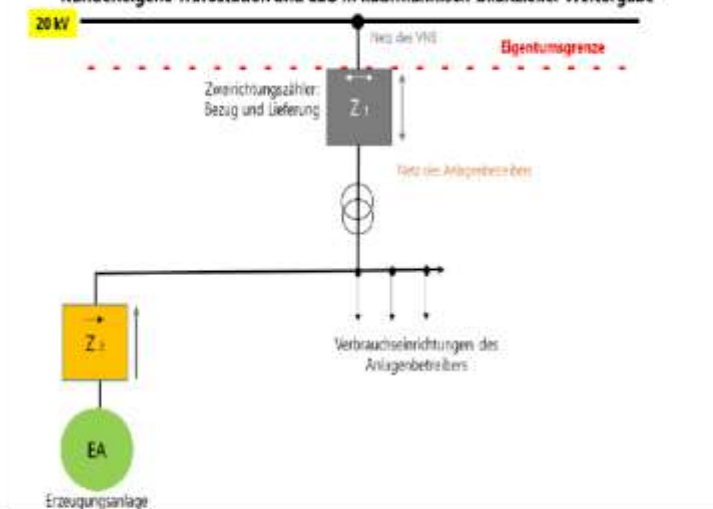 20 kV
Netz des VNB
Eigentumsgrenze
Zweirichtungszähler:
Bezug und Lieferung
Z 1
Netz des Anlagenbetreibers
Z 2
Verbrauchseinrichtungen des
Anlagenbetreibers
EA
Erzeugungsanlage